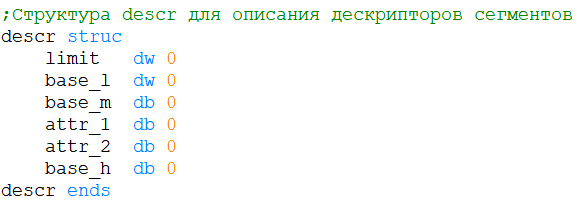 ;Структура descr для описания дескрипторов сегментов
descr struc
    limit   dw 0
    base_l  dw 0
    base_m  db 0
    attr_1  db 0
    attr_2  db 0
    base_h  db 0
descr ends